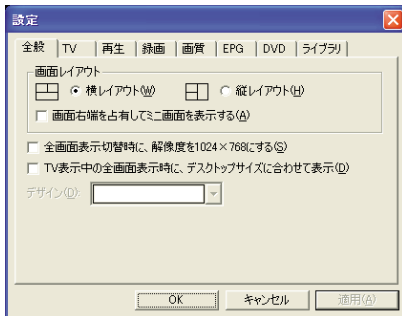 設定
全般 TV 再生 録画 画質 EPG DVD ライブラリ
画面レイアウト
横レイアウト(W) 縦レイアウト(H)
画面右端を占有してミニ画面を表示する(A)
全画面表示切替時に、解像度を1024×768にする(S)
TV表示中の全画面表示時に、デスクトップサイズに合わせて表示(D)
デザイン(D):
OK キャンセル 適用(A)